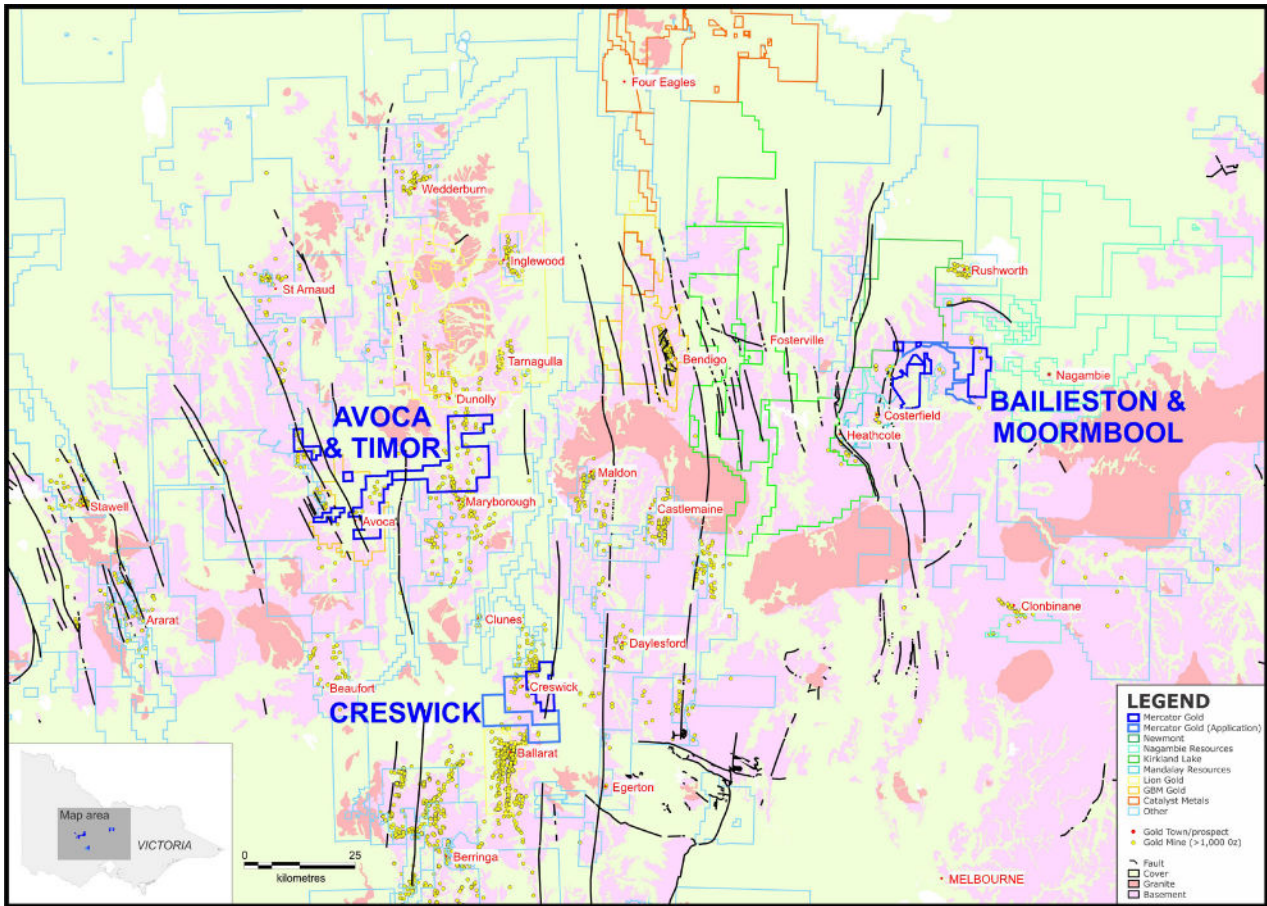 Four Eagles
Wedderburn
Inglewood
Rushworth
St Arnaud
Fosterville
Bendigo
Tarnagulla
Nagambie
Dunolly
AVOCA
& TIMOR
BAILIESTON &
MOORMBOOL
Costerfield
Heathcote
Maldon
Stawell
Maryborough
Castlemaine
Avoca
Clonbinane
Ararat
Clunes
Daylesford
Beaufort
Creswick
CRESWICK
Ballarat
Egerton
Berringa
MELBOURNE
Map area
VICTORIA
0 25
kilometres
LEGEND
Mercator Gold
Mercator Gold (Application)
Newmont
Nagambie Resources
Kirkland Lake
Mandalay Resources
Lion Gold
GBM Gold
Catalyst Metals
Other
Gold Town/prospect
Gold Mine (>1,000 Oz)
Fault
Cover
Granite
Basement